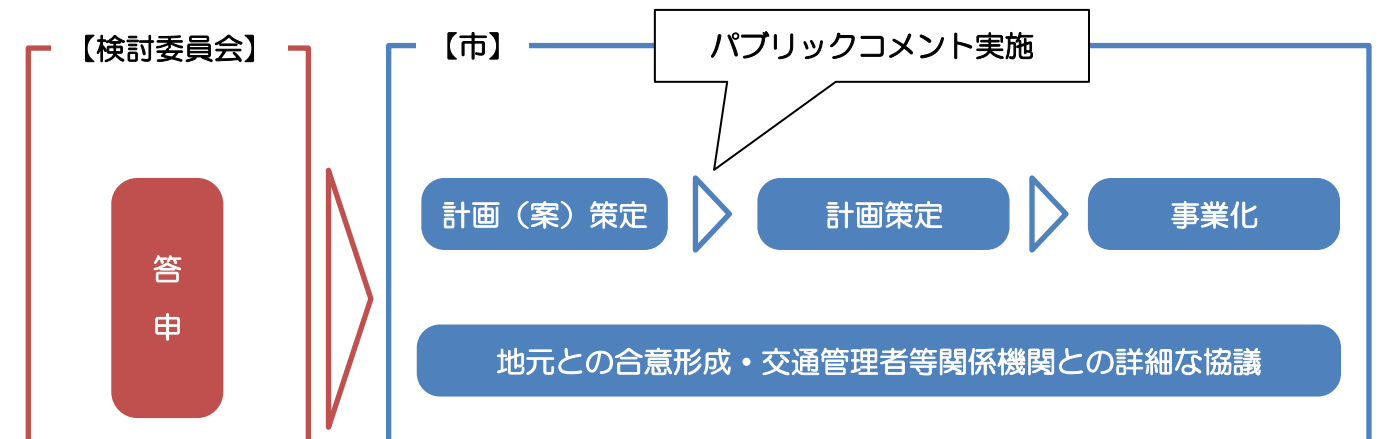 【検討委員会】
【市】
パブリックコメント実施
答
申
計画（案）策定
計画策定
事業化
地元との合意形成・交通管理者等関係機関との詳細な協議